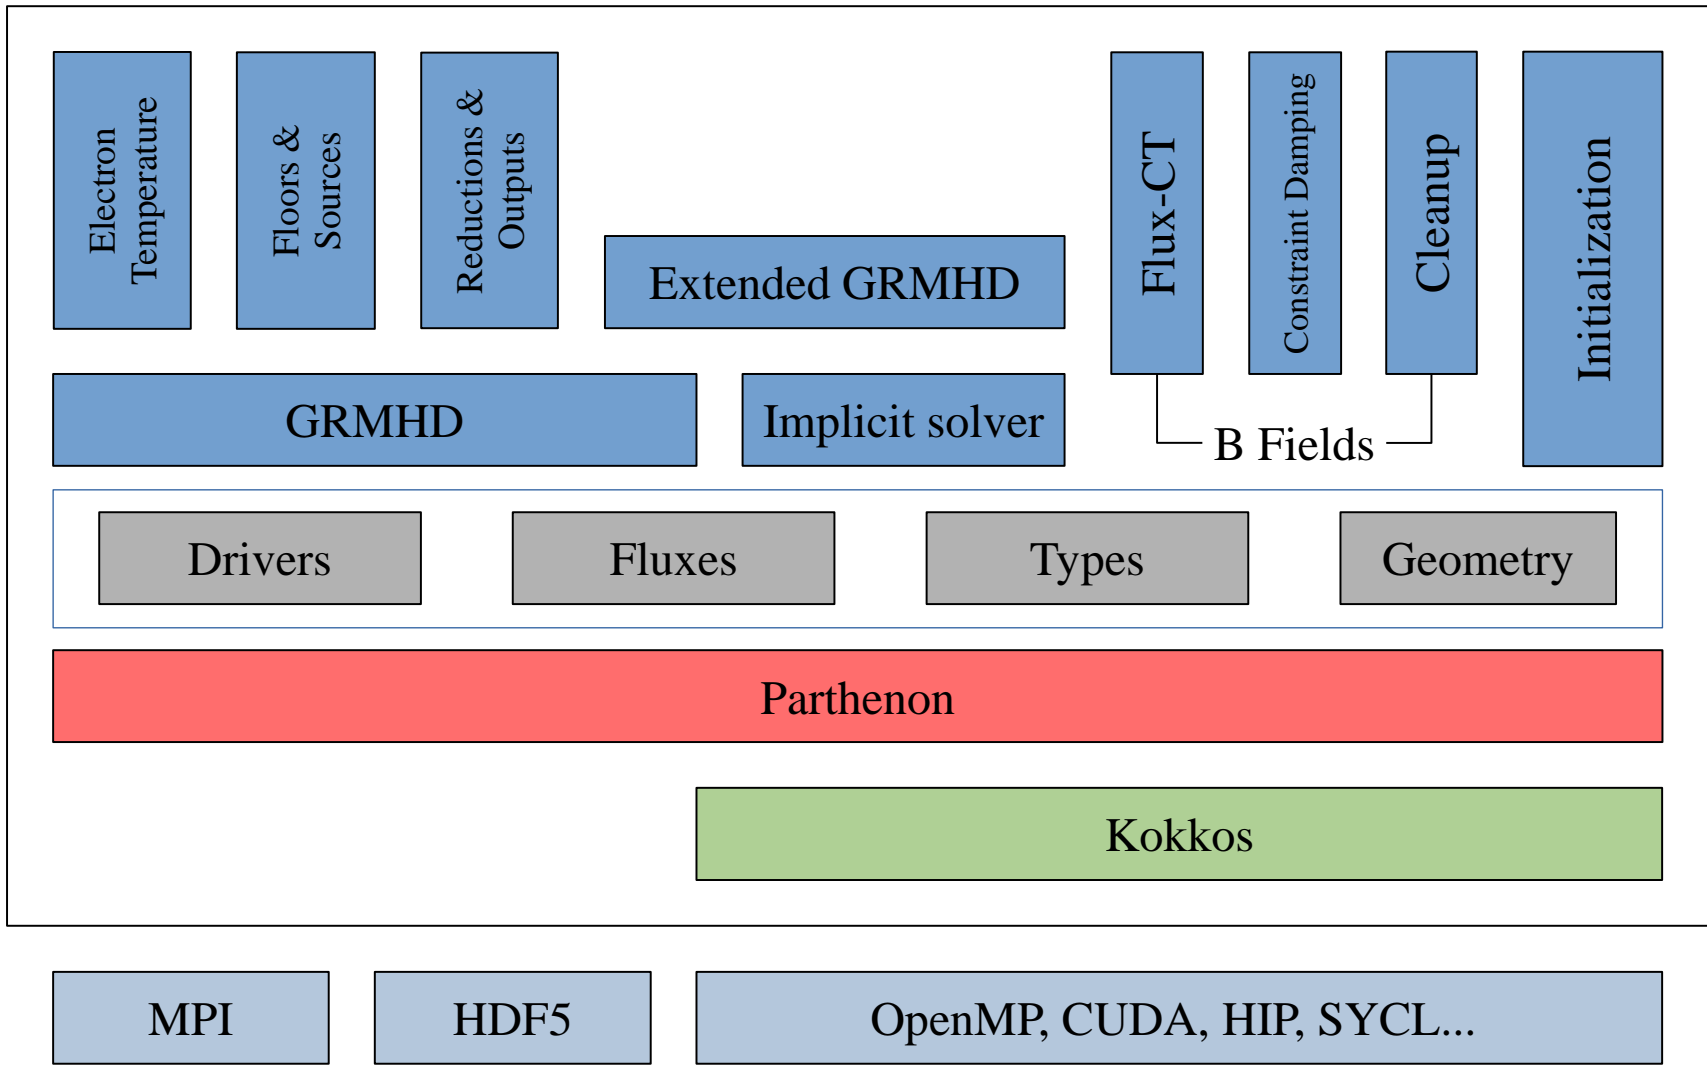 Electron
Temperature
Floors &
Sources
Reductions &
Outputs
Extended GRMHD
Flux-CT
Constraint Damping
Cleanup
Initialization
GRMHD
Implicit solver
B Fields
Drivers
Fluxes
Types
Geometry
Parthenon
Kokkos
MPI
HDF5
OpenMP, CUDA, HIP, SYCL...